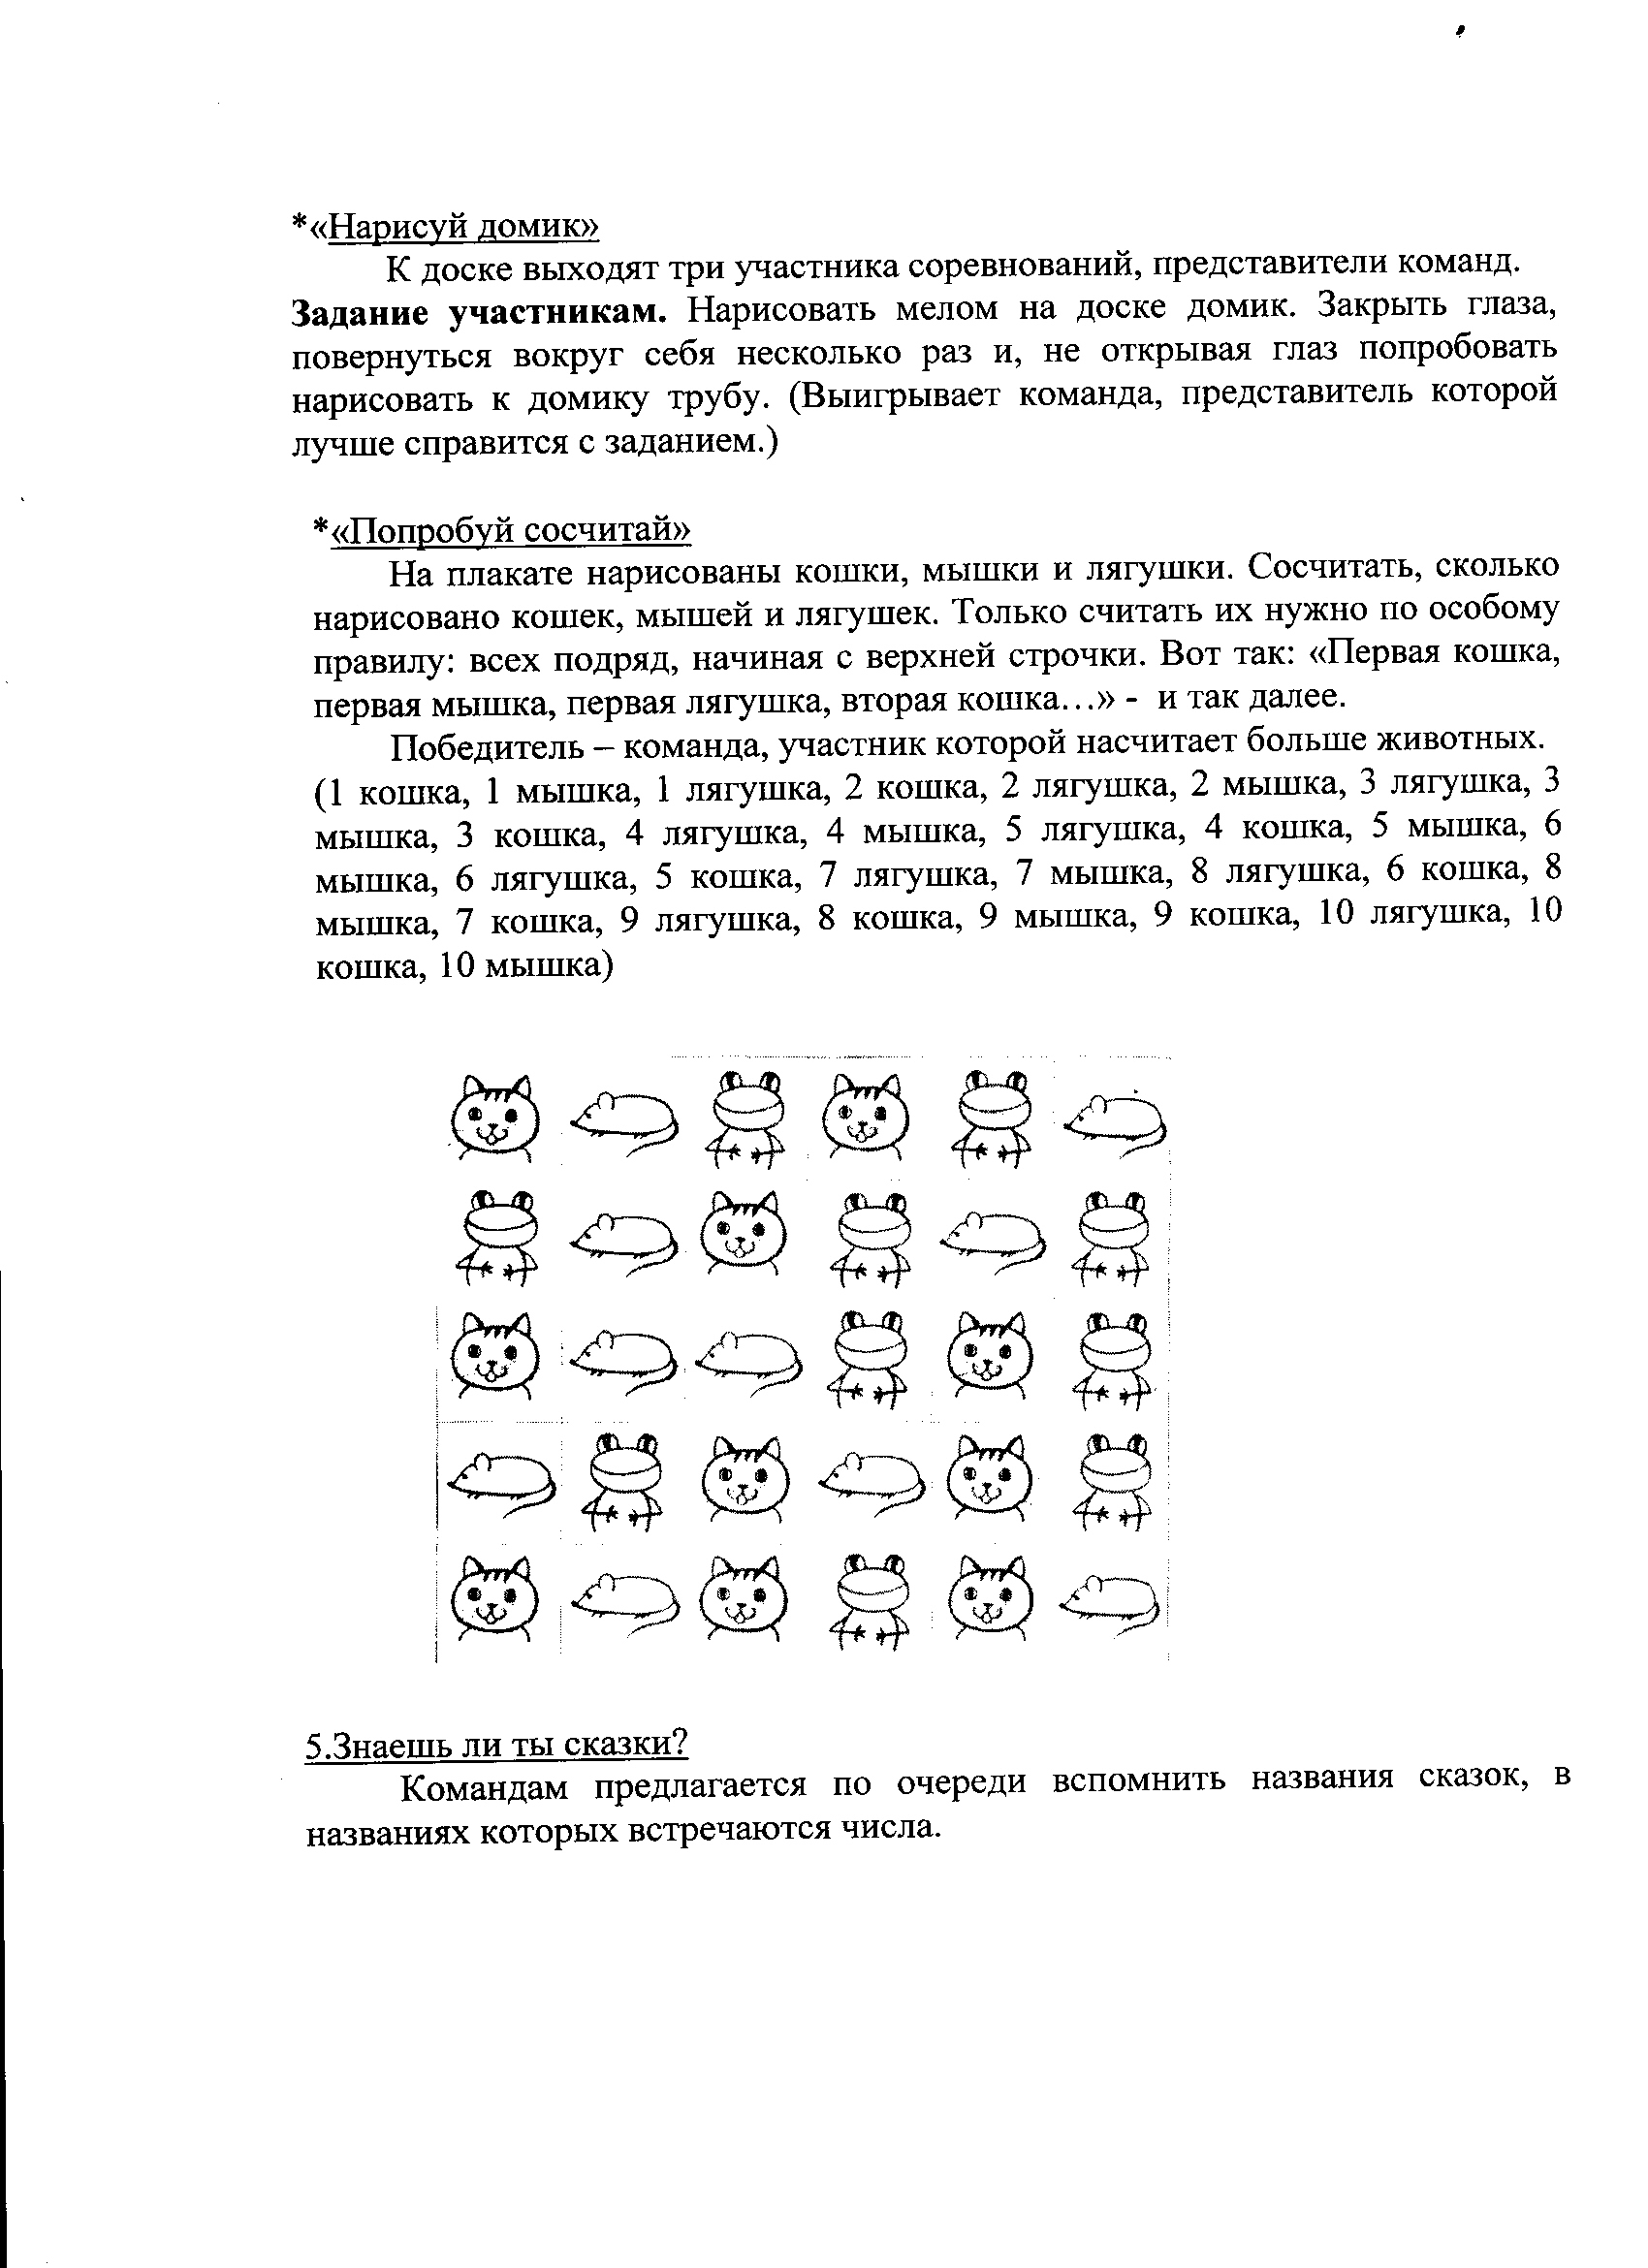 *«Нарисуй домик»
К доске выходят три участника соревнований, представители команд.
Задание участникам. Нарисовать мелом на доске домик. Закрыть глаза,
повернуться вокруг себя несколько раз и, не открывая глаз попробовать
нарисовать к домику трубу. (Выигрывает команда, представитель которой
лучше справится с заданием.)
*«Попробуй сосчитай»
На плакате нарисованы кошки, мышки и лягушки. Сосчитать, сколько
нарисовано кошек, мышей и лягушек. Только считать их нужно по особому
правилу: всех подряд, начиная с верхней строчки. Вот так: «Первая кошка,
первая мышка, первая лягушка, вторая кошка…» - и так далее.
Победитель – команда, участник которой насчитает больше животных.
(1 кошка, 1 мышка, 1 лягушка, 2 кошка, 2 лягушка, 2 мышка, 3 лягушка, 3
мышка, 3 кошка, 4 лягушка, 4 мышка, 5 лягушка, 4 кошка, 5 мышка, 6
мышка, 6 лягушка, 5 кошка, 7 лягушка, 7 мышка, 8 лягушка, 6 кошка, 8
мышка, 7 кошка, 9 лягушка, 8 кошка, 9 мышка, 9 кошка, 10 лягушка, 10
кошка, 10 мышка)
5.Знаешь ли ты сказки?
Командам предлагается по очереди вспомнить названия сказок, в
названиях которых встречаются числа.